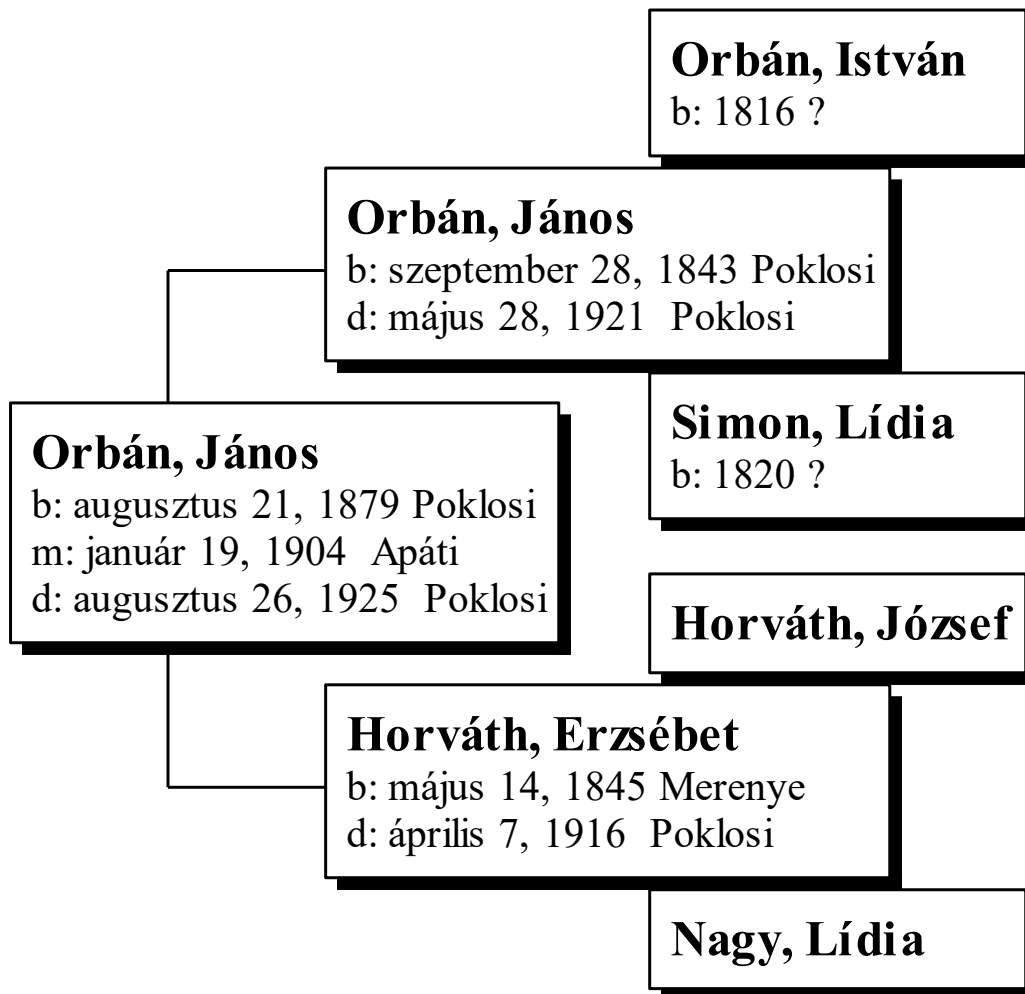 Orbán, István
b: 1816 ?
Orbán, János
b: szeptember 28, 1843 Poklosi
d: május 28, 1921 Poklosi
Simon, Lídia
b: 1820 ?
Orbán, János
b: augusztus 21, 1879 Poklosi
m: január 19, 1904 Apáti
d: augusztus 26, 1925 Poklosi
Horváth, József
Horváth, Erzsébet
b: május 14, 1845 Merenye
d: április 7, 1916 Poklosi
Nagy, Lídia